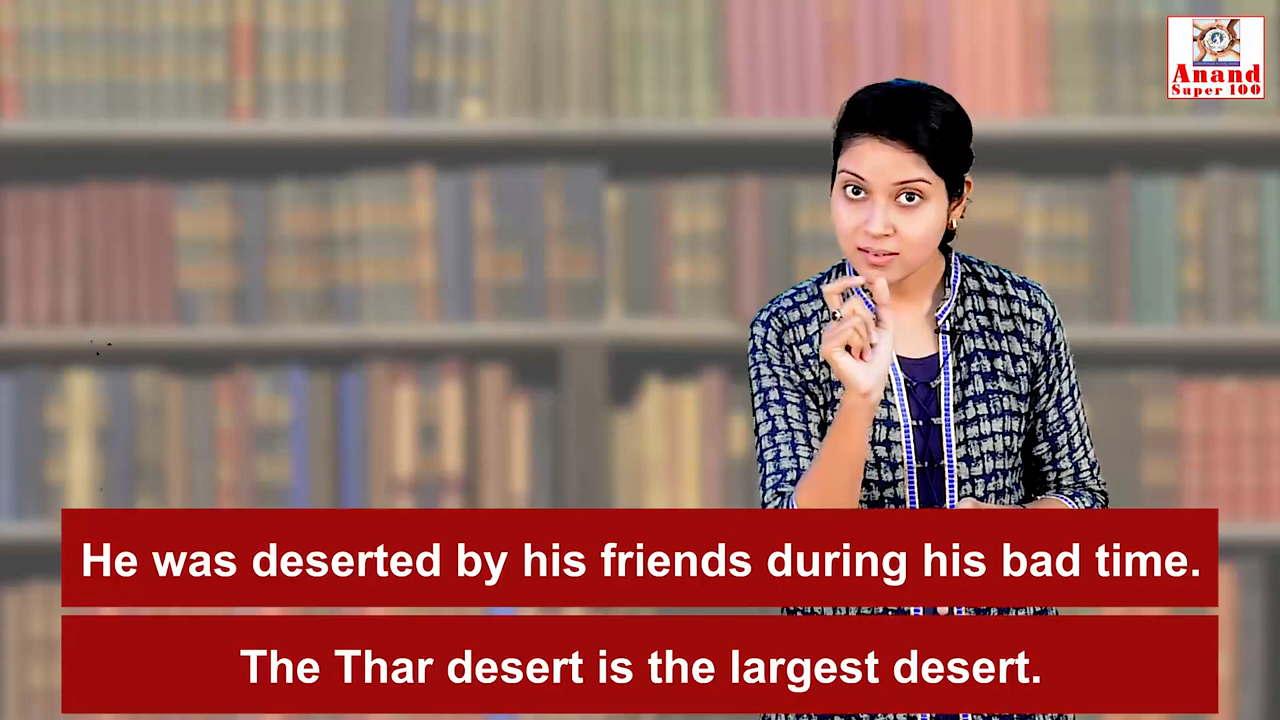 Anand
Super 100
He was deserted by his friends during his bad time.
The Thar desert is the largest desert.